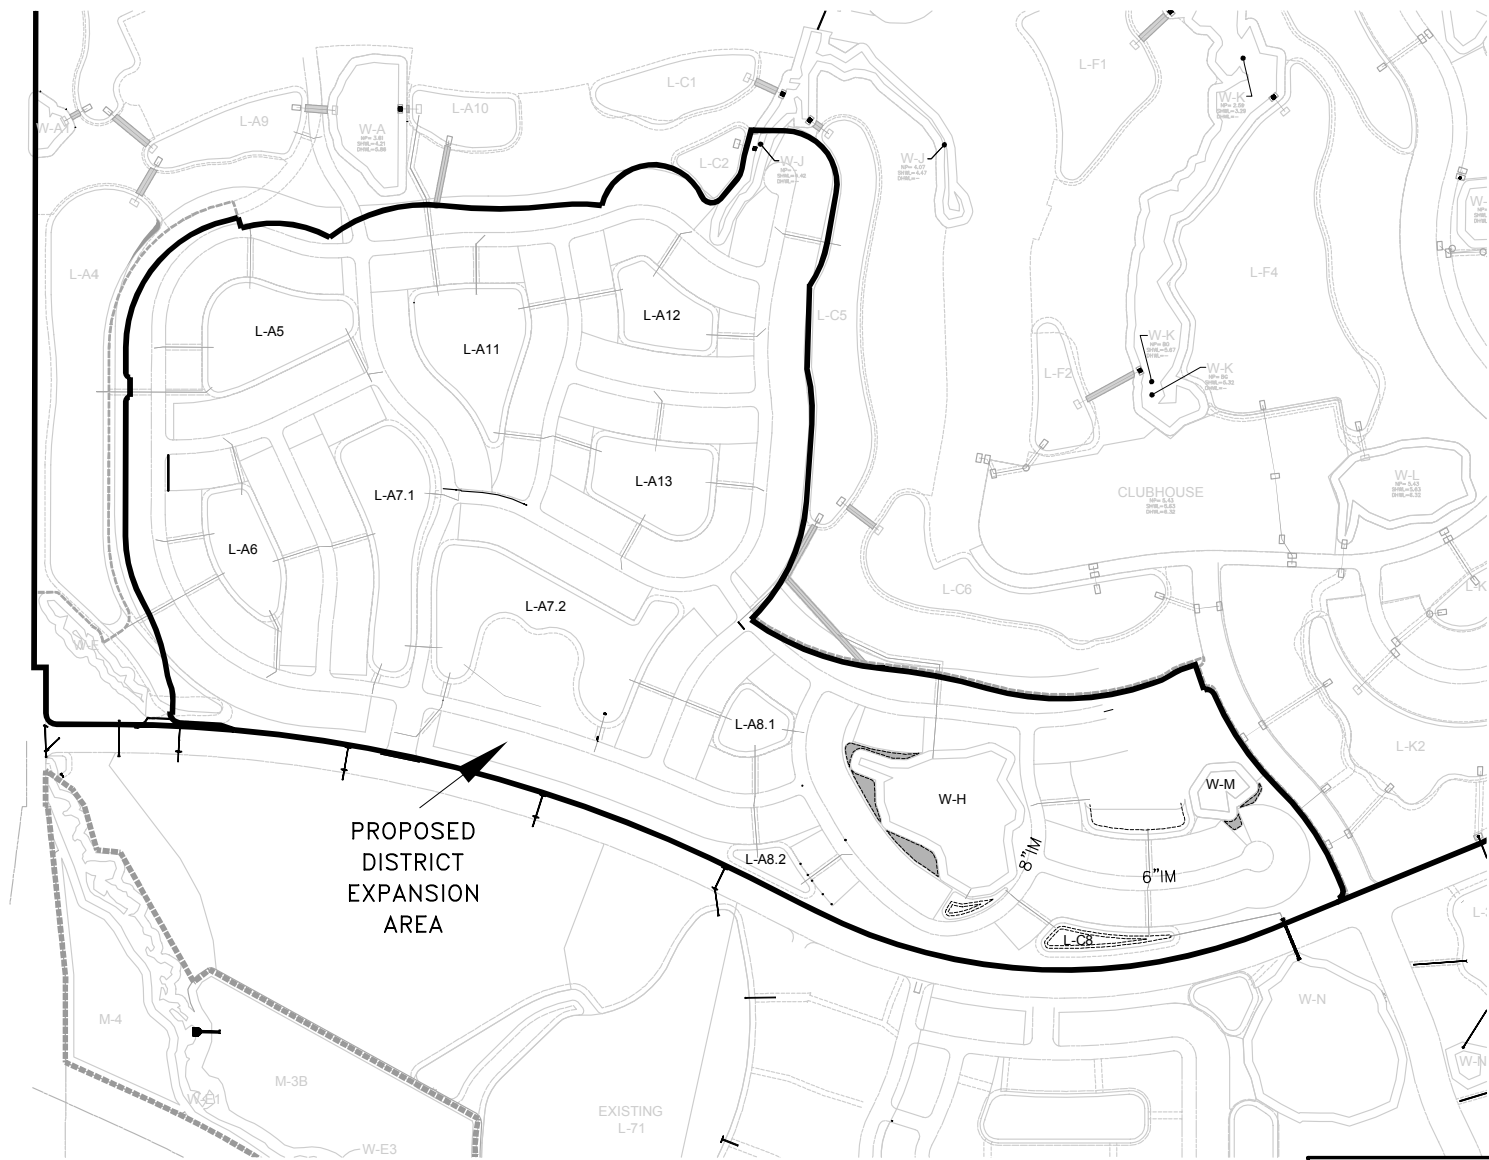 L-C1
L-F1
W-K
L-A9
L-A10
W-A
W-A1
L-C2
W-J
W-J
L-A4
L-F4
L-A5
L-A12
L-C5
L-A11
W-K
W-K
L-F2
L-A7.1
L-A13
CLUBHOUSE
W-L
L-A6
L-A7.2
L-C6
W-E
L-A8.1
L-K2
W-H
W-M
PROPOSED
DISTRICT
EXPANSION
AREA
L-A8.2
8"IM
6"IM
L-C8
W-N
M-4
M-3B
EXISTING
L-71
W-E3